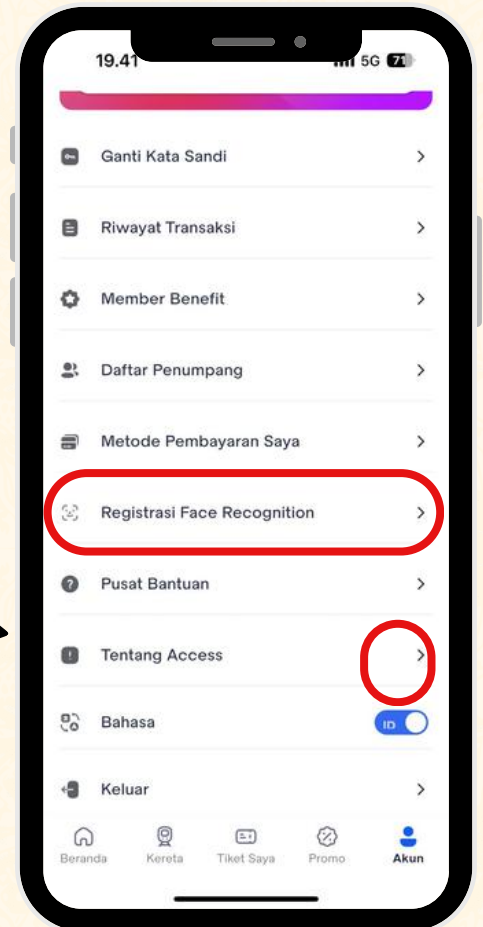 19.41 5G 71
Ganti Kata Sandi
Riwayat Transaksi
Member Benefit
Daftar Penumpang
Metode Pembayaran Saya
Registrasi Face Recognition
Pusat Bantuan
Tentang Access
Bahasa ID
Keluar
Beranda Kereta Tiket Saya Promo Akun